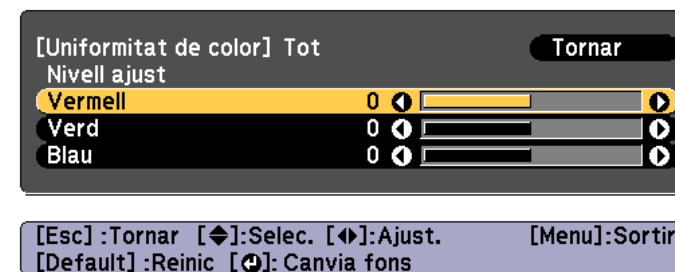 [Uniformitat de color] Tot Tornar
Nivell ajust
Vermell 0
Verd 0
Blau 0
[Esc] :Tornar [◆]:Selec. [◆]:Ajust. [Menu]:Sortir
[Default] :Reinic [↵]: Canvia fons